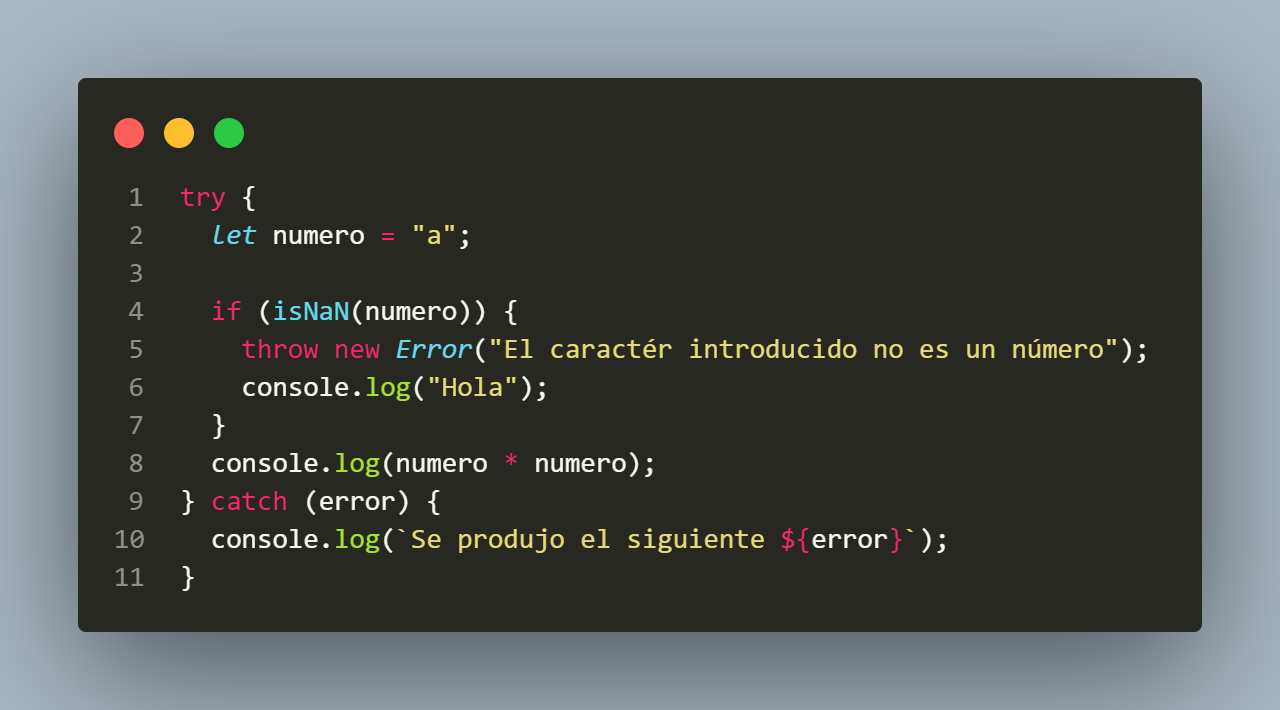 1 try {
2   let numero = "a";
3
4   if (isNaN(numero)) {
5     throw new Error("El caractér introducido no es un número");
6     console.log("Hola");
7   }
8   console.log(numero * numero);
9 } catch (error) {
10   console.log(`Se produjo el siguiente ${error}`);
11 }